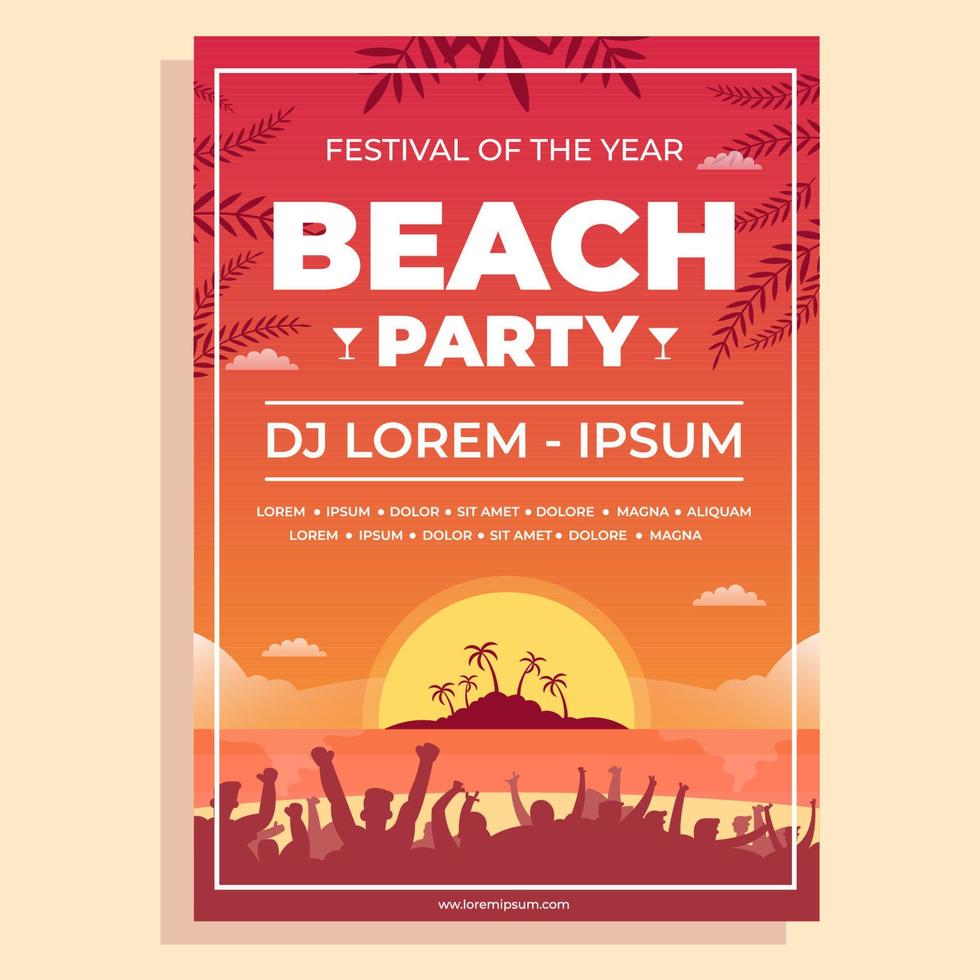 FESTIVAL OF THE YEAR
BEACH
PARTY
DJ LOREM - IPSUM
LOREM • IPSUM • DOLOR • SIT AMET • DOLORE • MAGNA • ALIQUAM
LOREM • IPSUM • DOLOR • SIT AMET • DOLORE • MAGNA
ww.loremipsum.com